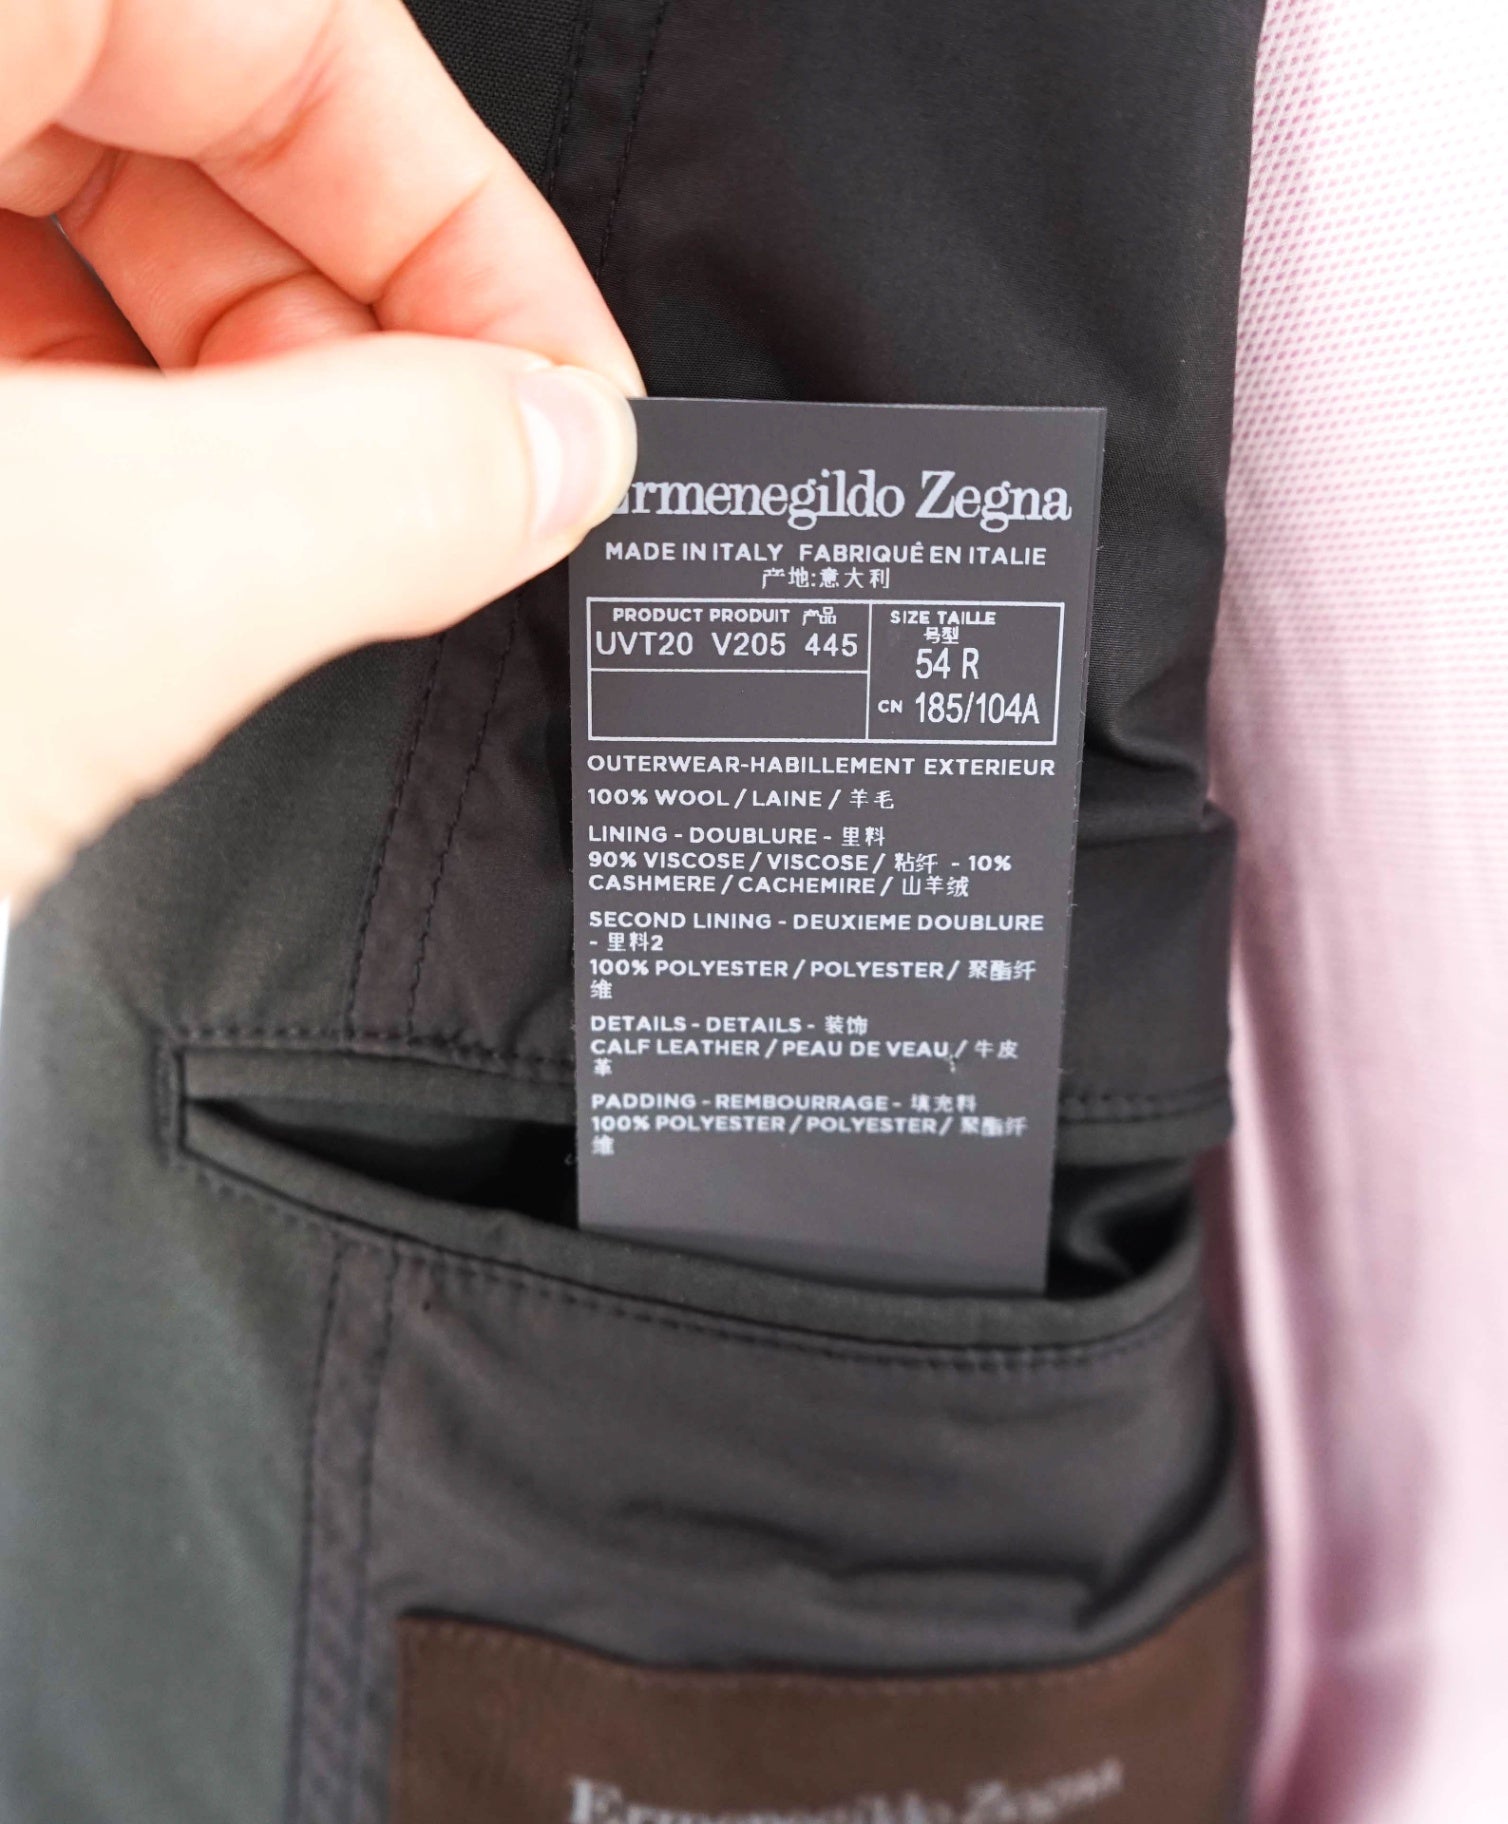 Ermenegildo Zegna
MADE IN ITALY FABRIQUÉ EN ITALIE
产地:意大利
PRODUCT PRODUIT 产品
UVT20 V205 445
SIZE TAILLE
号型
54 R
CN 185/104A
OUTERWEAR-HABILLEMENT EXTERIEUR
100% WOOL / LAINE / 羊毛
LINING - DOUBLURE - 里料
90% VISCOSE / VISCOSE / 粘纤 - 10%
CASHMERE / CACHEMIRE / 山羊绒
SECOND LINING - DEUXIEME DOUBLURE
- 里料2
100% POLYESTER / POLYESTER / 聚酯纤
维
DETAILS - DETAILS - 装饰
CALF LEATHER / PEAU DE VEAU / 牛皮
革
PADDING - REMBOURRAGE - 填充料
100% POLYESTER / POLYESTER / 聚酯纤
维
Ermenegildo Zegna